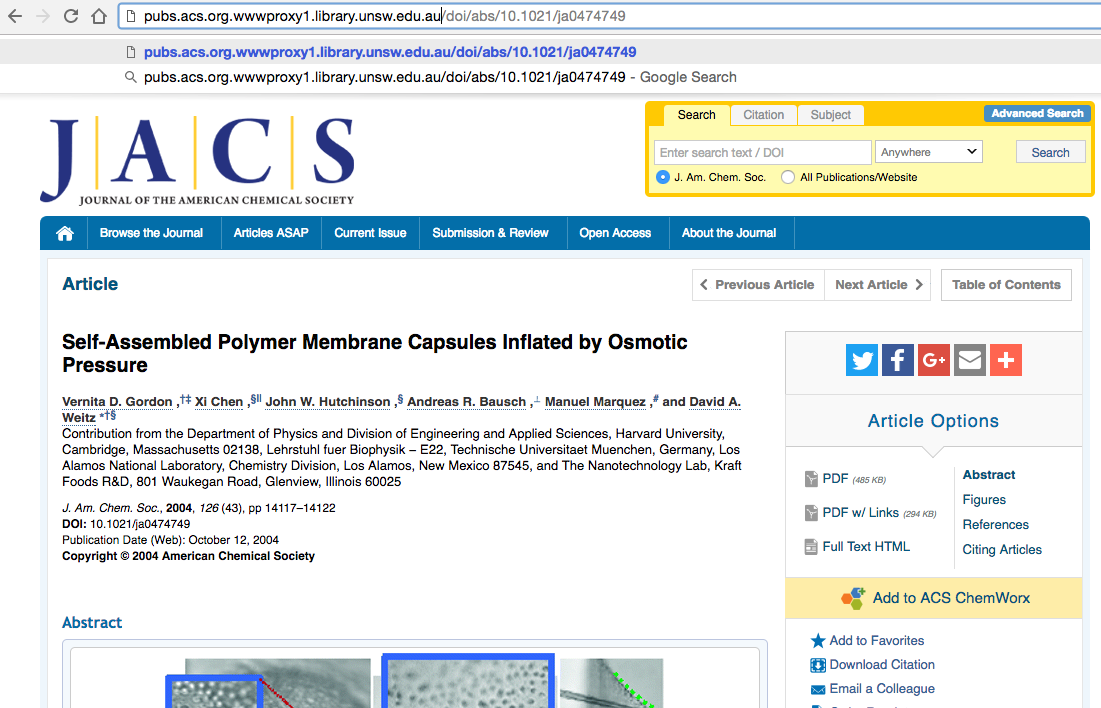 pubs.acs.org.wwwproxy1.library.unsw.edu.au/doi/abs/10.1021/ja0474749
pubs.acs.org.wwwproxy1.library.unsw.edu.au/doi/abs/10.1021/ja0474749
pubs.acs.org.wwwproxy1.library.unsw.edu.au/doi/abs/10.1021/ja0474749 - Google Search
JACS
JOURNAL OF THE AMERICAN CHEMICAL SOCIETY
Search Citation Subject Advanced Search
Enter search text / DOI Anywhere Search
J. Am. Chem. Soc. All Publications/Website
Browse the Journal Articles ASAP Current Issue Submission & Review Open Access About the Journal
Article
Previous Article Next Article Table of Contents
Self-Assembled Polymer Membrane Capsules Inflated by Osmotic
Pressure
Vernita D. Gordon ,†‡ Xi Chen ,§‖ John W. Hutchinson ,§ Andreas R. Bausch ,⊥ Manuel Marquez ,# and David A.
Weitz *†§
Contribution from the Department of Physics and Division of Engineering and Applied Sciences, Harvard University,
Cambridge, Massachusetts 02138, Lehrstuhl fuer Biophysik − E22, Technische Universitaet Muenchen, Germany, Los
Alamos National Laboratory, Chemistry Division, Los Alamos, New Mexico 87545, and The Nanotechnology Lab, Kraft
Foods R&D, 801 Waukegan Road, Glenview, Illinois 60025
J. Am. Chem. Soc., 2004, 126 (43), pp 14117–14122
DOI: 10.1021/ja0474749
Publication Date (Web): October 12, 2004
Copyright © 2004 American Chemical Society
Abstract
f G+
Article Options
PDF (485 KB)
PDF w/ Links (294 KB)
Full Text HTML
Abstract
Figures
References
Citing Articles
Add to ACS ChemWorx
Add to Favorites
Download Citation
Email a Colleague